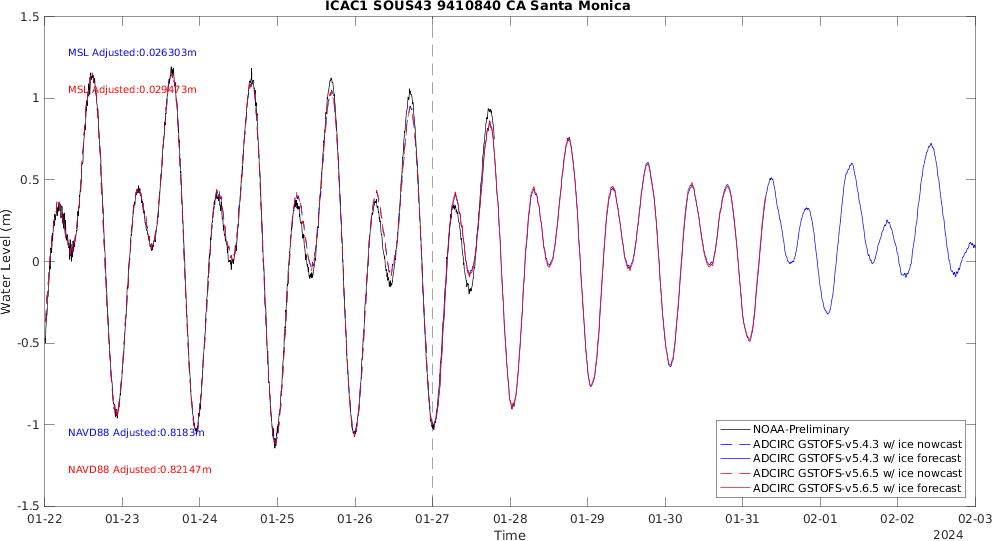 ICAC1 SOUS43 9410840 CA Santa Monica
1.5
MSL Adjusted:0.026303m
MSL Adjusted:0.029473m
1
0.5
0
Water Level (m)
-0.5
-1
NAVD88 Adjusted:0.8183m
NAVD88 Adjusted:0.82147m
-1.5
NOAA-Preliminary
ADCIRC GSTOFS-v5.4.3 w/ ice nowcast
ADCIRC GSTOFS-v5.4.3 w/ ice forecast
ADCIRC GSTOFS-v5.6.5 w/ ice nowcast
ADCIRC GSTOFS-v5.6.5 w/ ice forecast
01-22 01-23 01-24 01-25 01-26 01-27 01-28 01-29 01-30 01-31 02-01 02-02 02-03
Time
2024